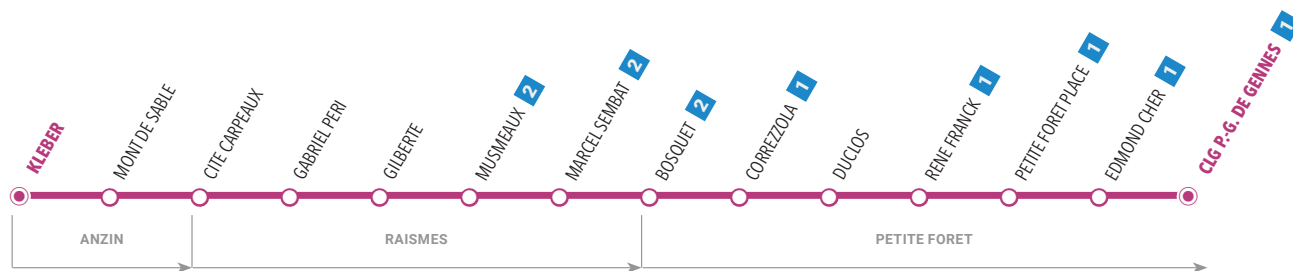 KLEBER
MONT DE SABLE
CITE CARPEAUX
GABRIEL PERI
GILBERTE
MUSMEAUX 2
MARCEL SEMBAT 2
BOSQUET 2
CORREZZOLA 1
DUCLOS
RENE FRANCK 1
PETITE FORET PLACE 1
EDMOND CHER 1
CLG P.-G. DE GENNES 1
ANZIN
RAISMES
PETITE FORET